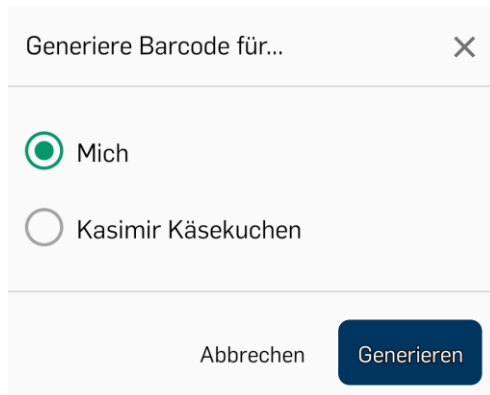 Generiere Barcode für...
Mich
Kasimir Käsekuchen
Abbrechen
Generieren